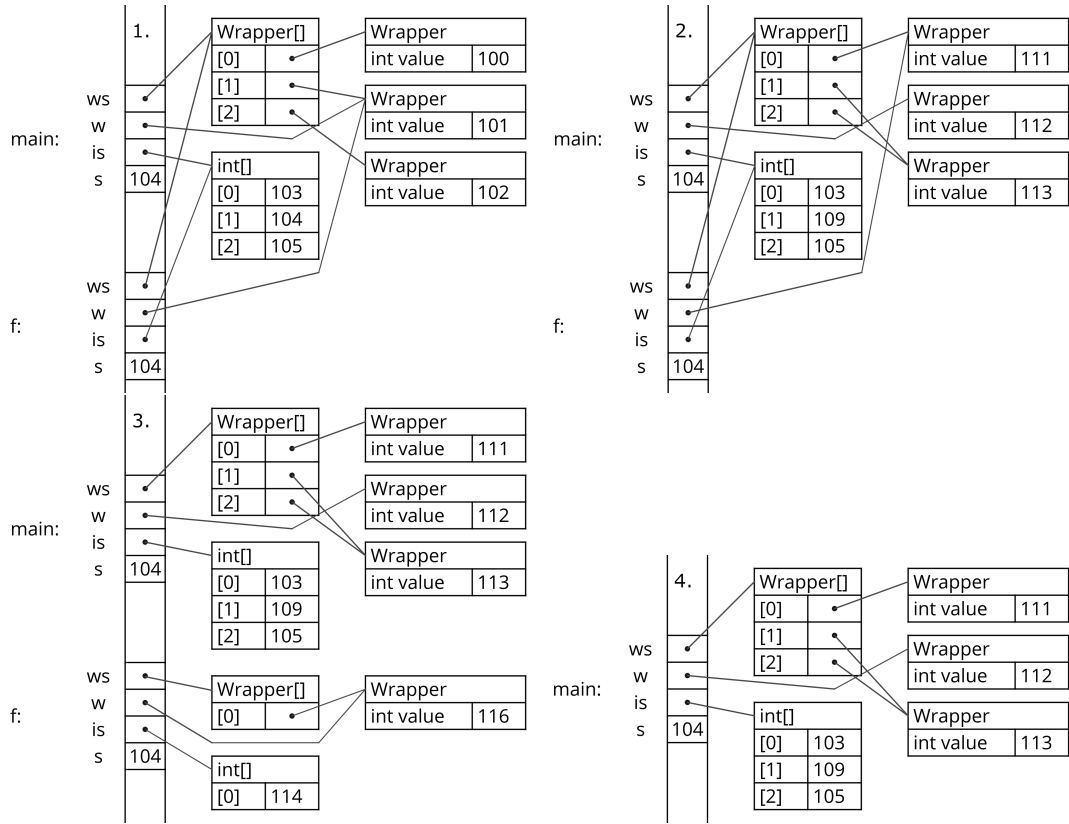 1.
Wrapper[]
[0]
[1]
[2]
Wrapper
int value 100
Wrapper
int value 101
Wrapper
int value 102
main:
ws
w
is
s 104
int[]
[0] 103
[1] 104
[2] 105
f:
ws
w
is
s 104
2.
Wrapper[]
[0]
[1]
[2]
Wrapper
int value 111
Wrapper
int value 112
Wrapper
int value 113
main:
ws
w
is
s 104
int[]
[0] 103
[1] 109
[2] 105
f:
ws
w
is
s 104
3.
Wrapper[]
[0]
[1]
[2]
Wrapper
int value 111
Wrapper
int value 112
Wrapper
int value 113
main:
ws
w
is
s 104
int[]
[0] 103
[1] 109
[2] 105
f:
ws
w
is
s 104
Wrapper[]
[0]
Wrapper
int value 116
int[]
[0] 114
4.
Wrapper[]
[0]
[1]
[2]
Wrapper
int value 111
Wrapper
int value 112
Wrapper
int value 113
main:
ws
w
is
s 104
int[]
[0] 103
[1] 109
[2] 105